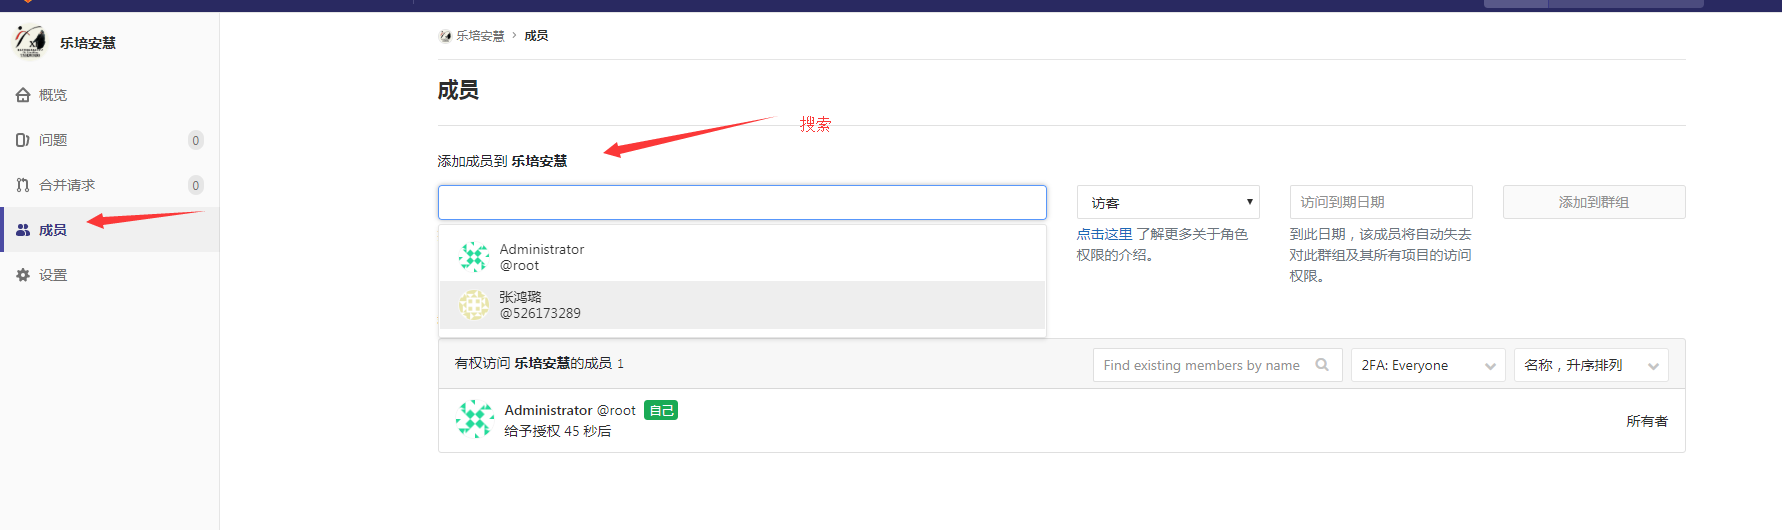 乐培安慧
概览
问题 0
合并请求 0
成员
设置
乐培安慧 › 成员
成员
搜索
添加成员到 乐培安慧
访客
访问到期日期
添加到群组
点击这里 了解更多关于角色
权限的介绍。
到此日期，该成员将自动失去
对此群组及其所有项目的访问
权限。
Administrator
@root
张鸿璐
@526173289
有权访问 乐培安慧的成员 1
Find existing members by name
2FA: Everyone
名称，升序排列
Administrator @root 自己
给予授权 45 秒后
所有者